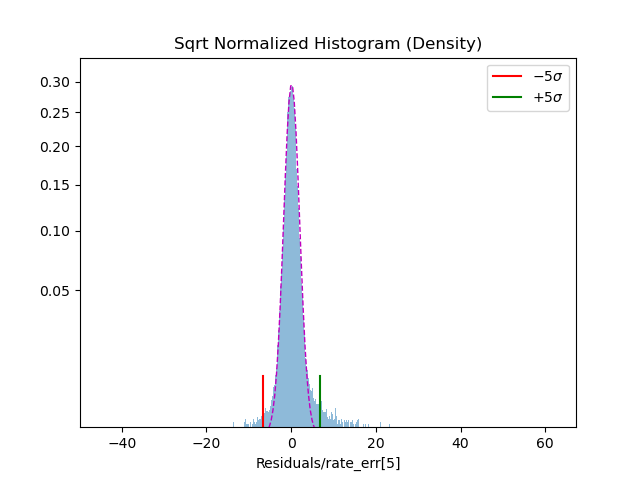 Sqrt Normalized Histogram (Density)
−5σ
+5σ
0.30
0.25
0.20
0.15
0.10
0.05
−40 −20 0 20 40 60
Residuals/rate_err[5]